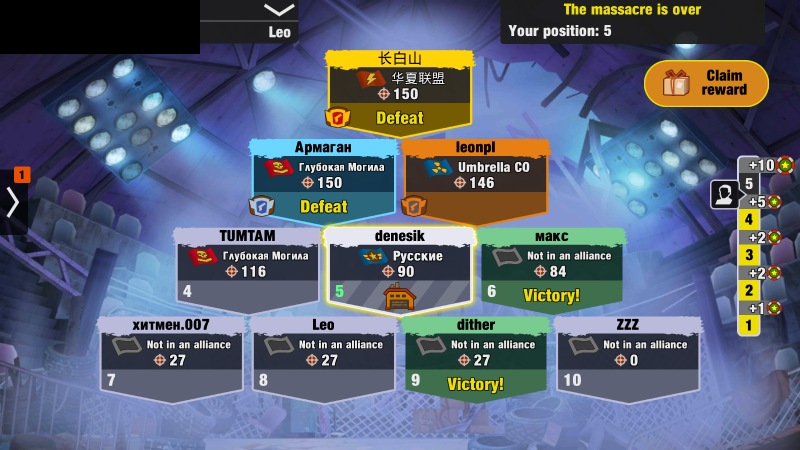 The massacre is over
Leo
Your position: 5
长白山
华夏联盟
150
Defeat
Claim
reward
Армаган
Глубокая Могила
150
Defeat
leonpl
Umbrella CO
146
1
+10
5
+5
4
+2
3
+2
2
+1
1
TUMTAM
Глубокая Могила
116
4
denesik
Русские
90
5
макс
Not in an alliance
84
6
Victory!
хитмен.007
Not in an alliance
27
7
Leo
Not in an alliance
27
8
dither
Not in an alliance
27
9
Victory!
ZZZ
Not in an alliance
0
10